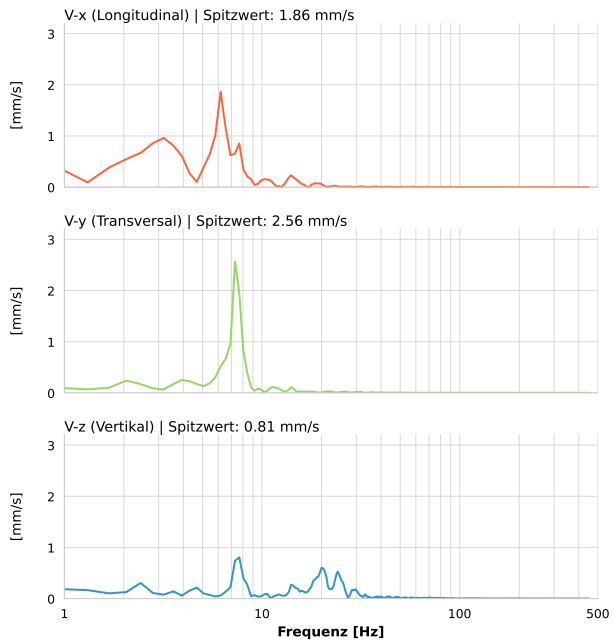 V-x (Longitudinal) | Spitzwert: 1.86 mm/s
3
2
1
0
[mm/s]
V-y (Transversal) | Spitzwert: 2.56 mm/s
3
2
1
0
[mm/s]
V-z (Vertikal) | Spitzwert: 0.81 mm/s
3
2
1
0
[mm/s]
1 10 100 500
Frequenz [Hz]